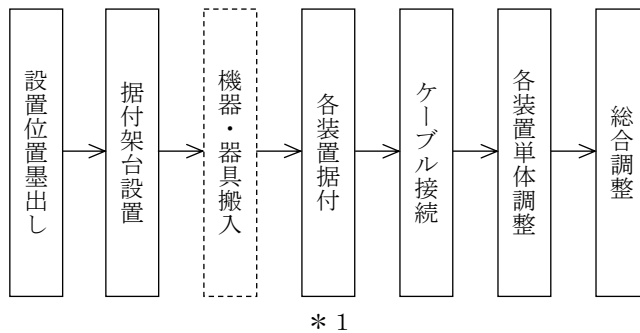 設置位置墨出し
据付架台設置
機器・器具搬入
各装置据付
ケーブル接続
各装置単体調整
総合調整
＊1